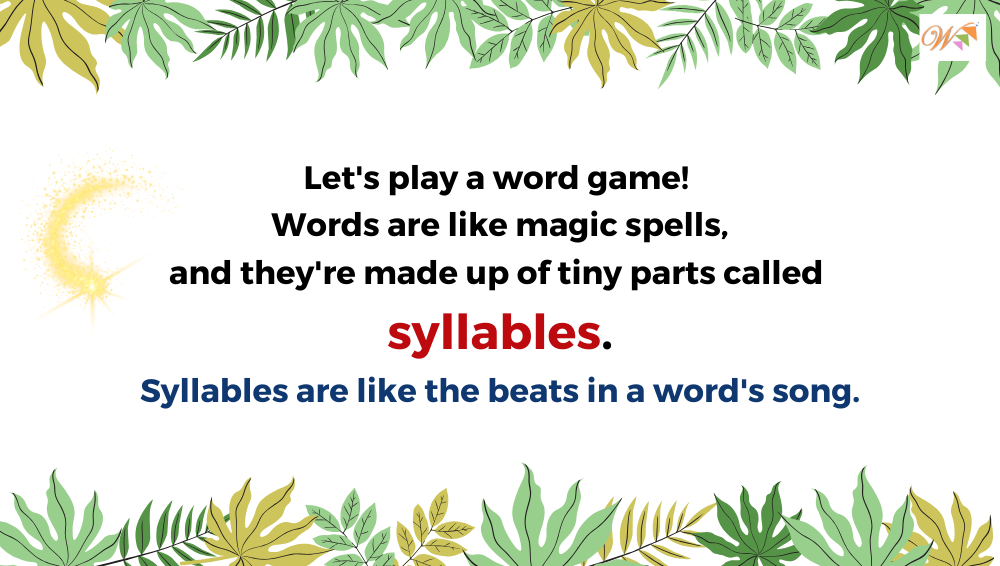 W
Let's play a word game!
Words are like magic spells,
and they're made up of tiny parts called
syllables.
Syllables are like the beats in a word's song.